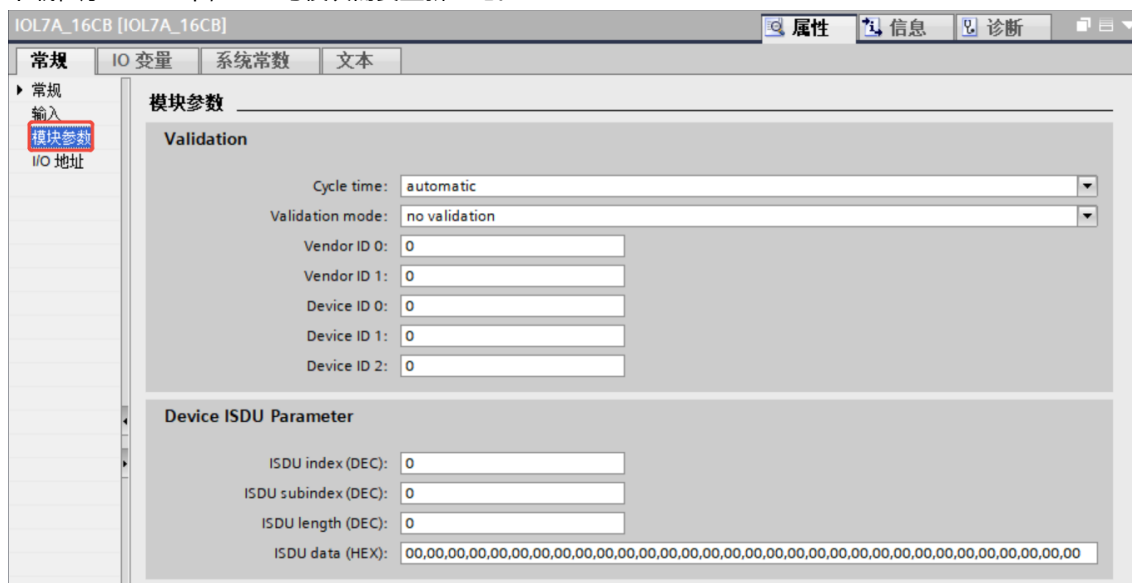 IOL7A_16CB [IOL7A_16CB]
属性 信息 诊断
常规 IO 变量 系统常数 文本
常规
输入
模块参数
I/O 地址
模块参数
Validation
Cycle time: automatic
Validation mode: no validation
Vendor ID 0: 0
Vendor ID 1: 0
Device ID 0: 0
Device ID 1: 0
Device ID 2: 0
Device ISDU Parameter
ISDU index (DEC): 0
ISDU subindex (DEC): 0
ISDU length (DEC): 0
ISDU data (HEX): 00,00,00,00,00,00,00,00,00,00,00,00,00,00,00,00,00,00,00,00,00,00,00,00,00,00,00,00,00,00,00,00